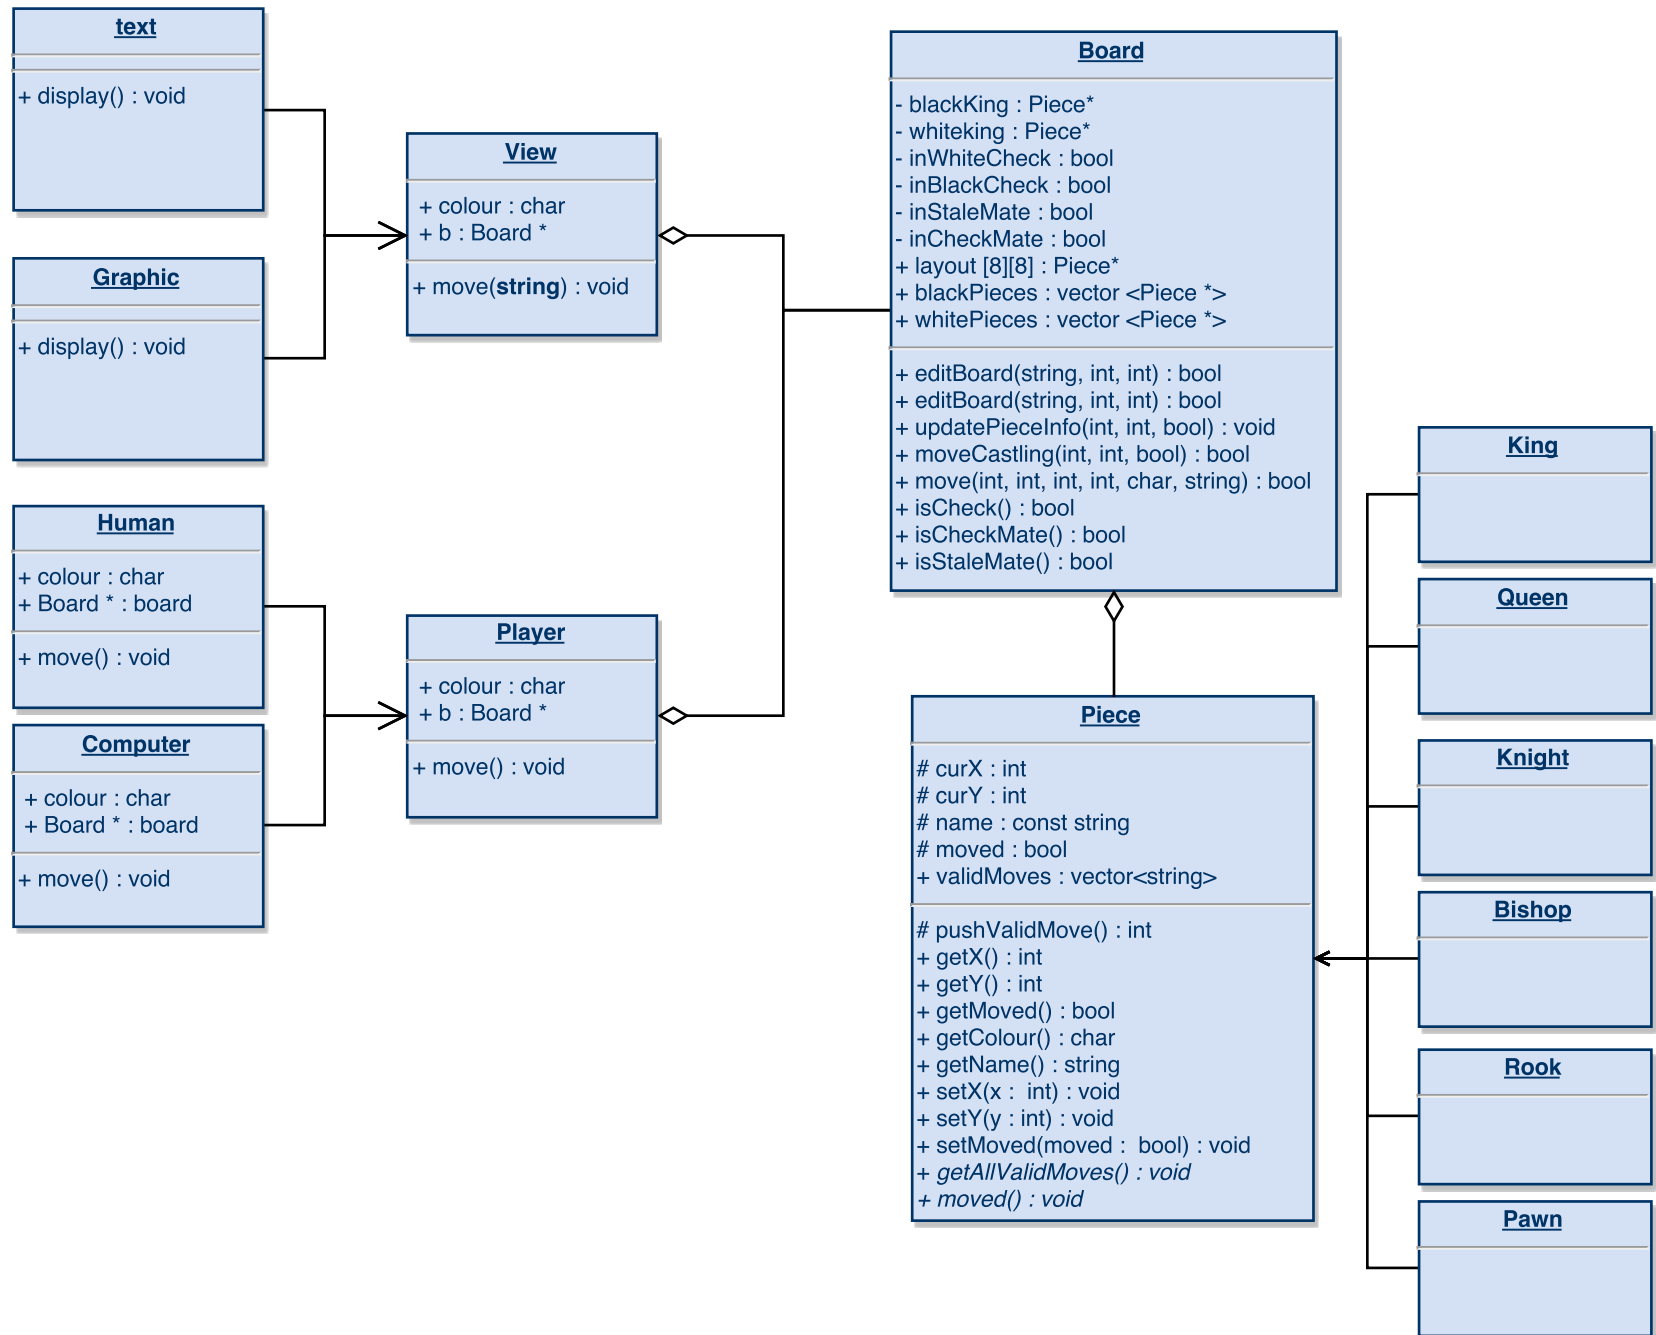 text
+ display() : void
Graphic
+ display() : void
Human
+ colour : char
+ Board * : board
+ move() : void
Computer
+ colour : char
+ Board * : board
+ move() : void
View
+ colour : char
+ b : Board *
+ move(string) : void
Player
+ colour : char
+ b : Board *
+ move() : void
Board
- blackKing : Piece*
- whiteking : Piece*
- inWhiteCheck : bool
- inBlackCheck : bool
- inStaleMate : bool
- inCheckMate : bool
+ layout [8][8] : Piece*
+ blackPieces : vector <Piece *>
+ whitePieces : vector <Piece *>
+ editBoard(string, int, int) : bool
+ editBoard(string, int, int) : bool
+ updatePieceInfo(int, int, bool) : void
+ moveCastling(int, int, bool) : bool
+ move(int, int, int, int, char, string) : bool
+ isCheck() : bool
+ isCheckMate() : bool
+ isStaleMate() : bool
Piece
# curX : int
# curY : int
# name : const string
# moved : bool
+ validMoves : vector<string>
# pushValidMove() : int
+ getX() : int
+ getY() : int
+ getMoved() : bool
+ getColour() : char
+ getName() : string
+ setX(x :  int) : void
+ setY(y : int) : void
+ setMoved(moved :  bool) : void
+ getAllValidMoves() : void
+ moved() : void
King
Queen
Knight
Bishop
Rook
Pawn